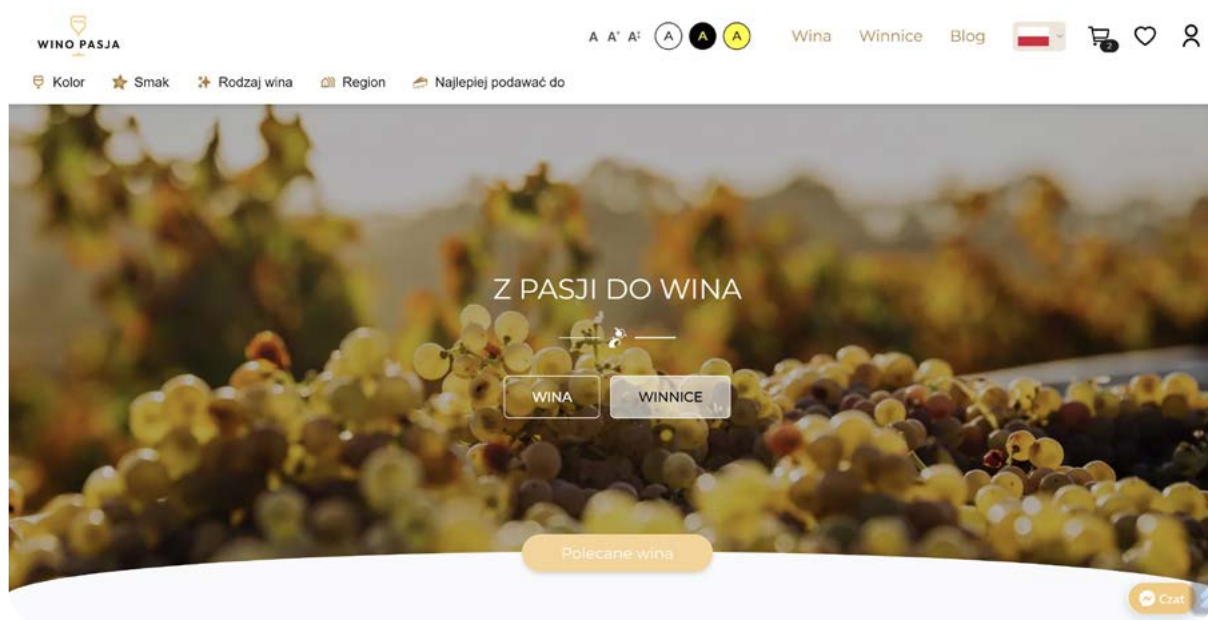 WINO PASJA
A A+ A‡ A A A
Wina Winnice Blog
2
Kolor Smak Rodzaj wina Region Najlepiej podawać do
Z PASJI DO WINA
WINA WINNICE
Polecane wina
Czat